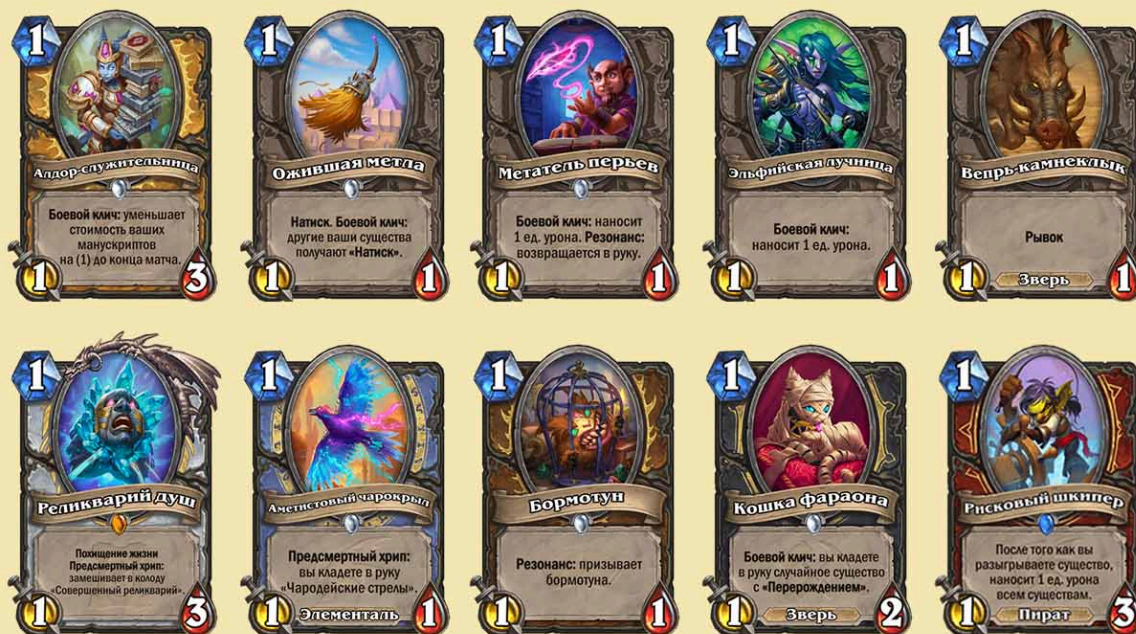 1
Алдор-служительница
Боевой клич: уменьшает
стоимость ваших
манускриптов
на (1) до конца матча.
1
3
1
Ожившая метла
Натиск. Боевой клич:
другие ваши существа
получают «Натиск».
1
1
1
Метатель перьев
Боевой клич: наносит
1 ед. урона. Резонанс:
возвращается в руку.
1
1
1
Эльфийская лучница
Боевой клич:
наносит 1 ед. урона.
1
1
1
Вепрь-камнеклык
Рывок
1
Зверь
1
1
Реликварий душ
Похищение жизни
Предсмертный хрип:
замешивает в колоду
«Совершенный реликварий».
1
3
1
Аметистовый чарокрыл
Предсмертный хрип:
вы кладете в руку
«Чародейские стрелы».
1
Элементаль
1
1
Бормотун
Резонанс: призывает
бормотуна.
1
1
1
Кошка фараона
Боевой клич: вы кладете
в руку случайное существо
с «Перерождением».
1
Зверь
2
1
Рисковый шкипер
После того как вы
разыгрываете существо,
наносит 1 ед. урона
всем существам.
1
Пират
3